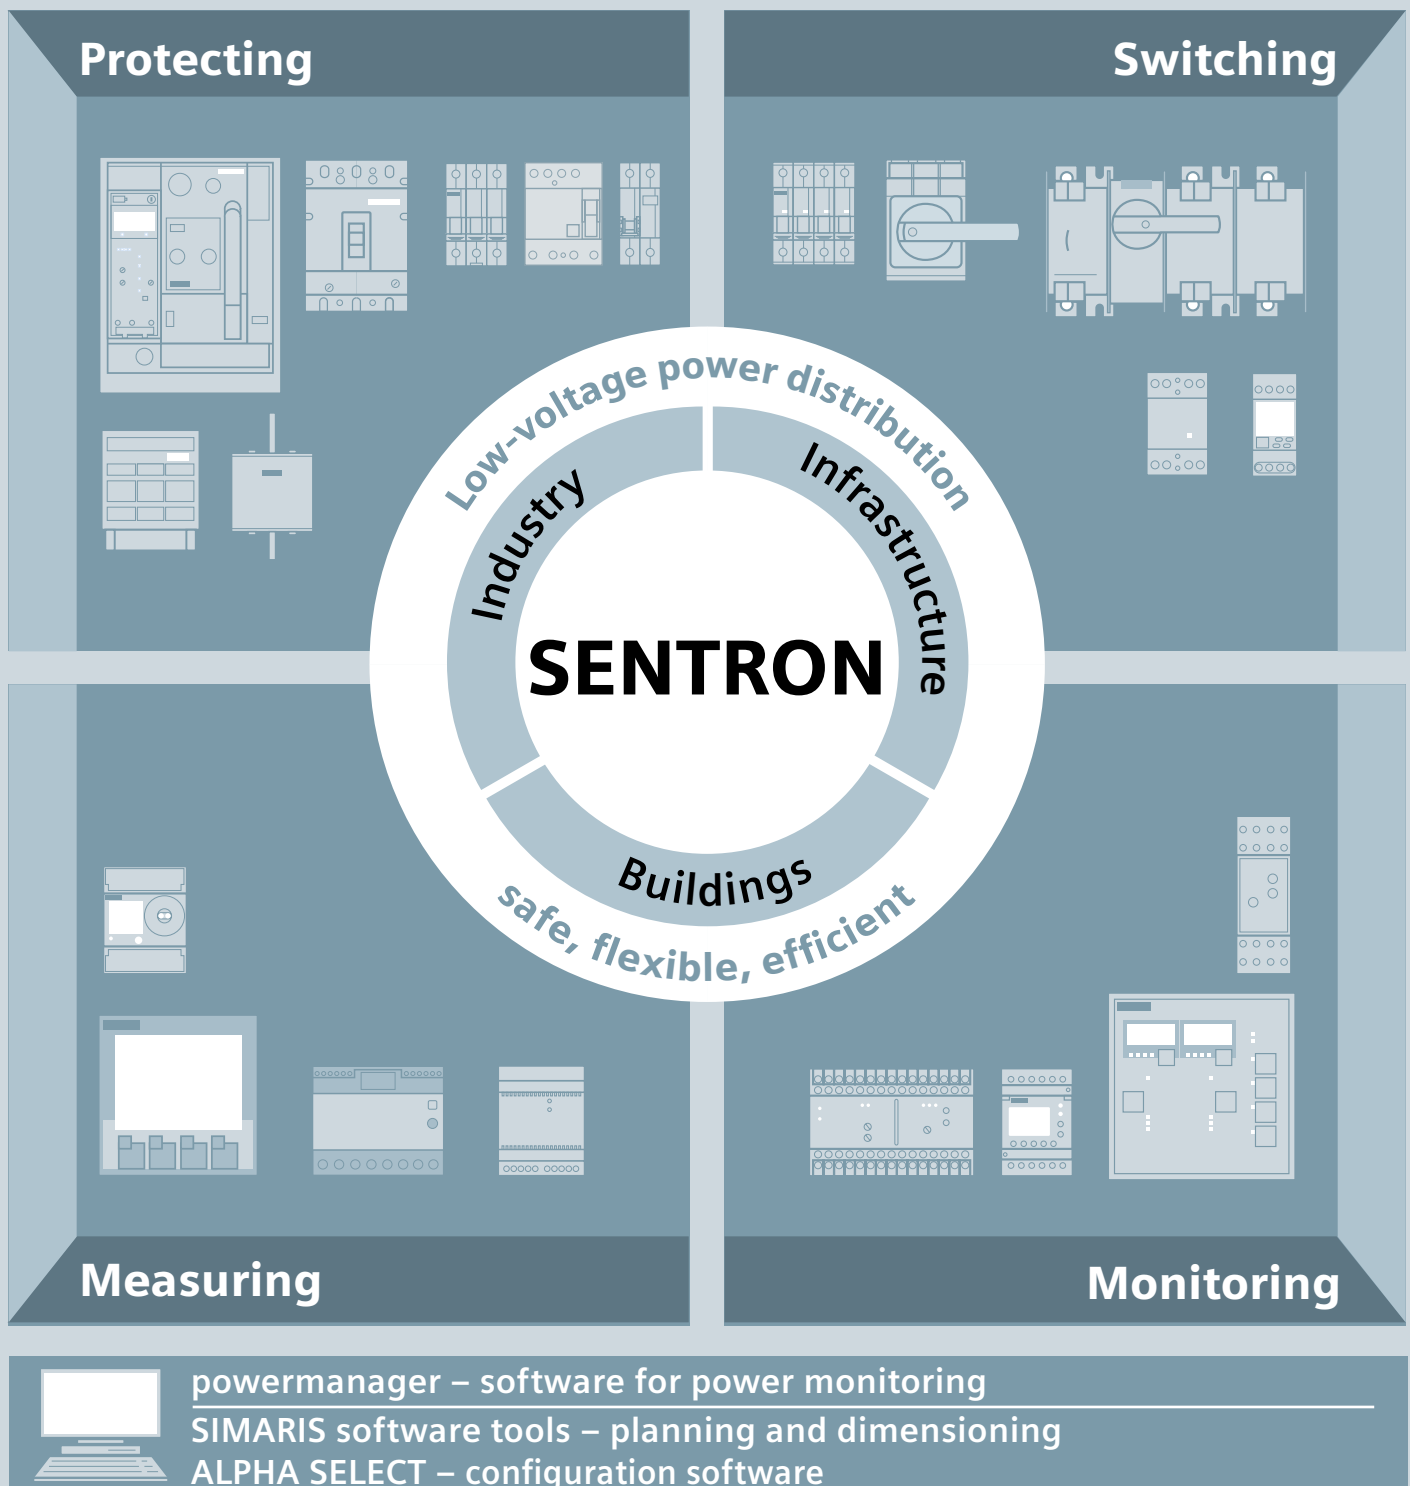 Protecting
Switching
Low-voltage power distribution
Industry
Infrastructure
SENTRON
Buildings
safe, flexible, efficient
Measuring
Monitoring
powermanager – software for power monitoring
SIMARIS software tools – planning and dimensioning
ALPHA SELECT – configuration software